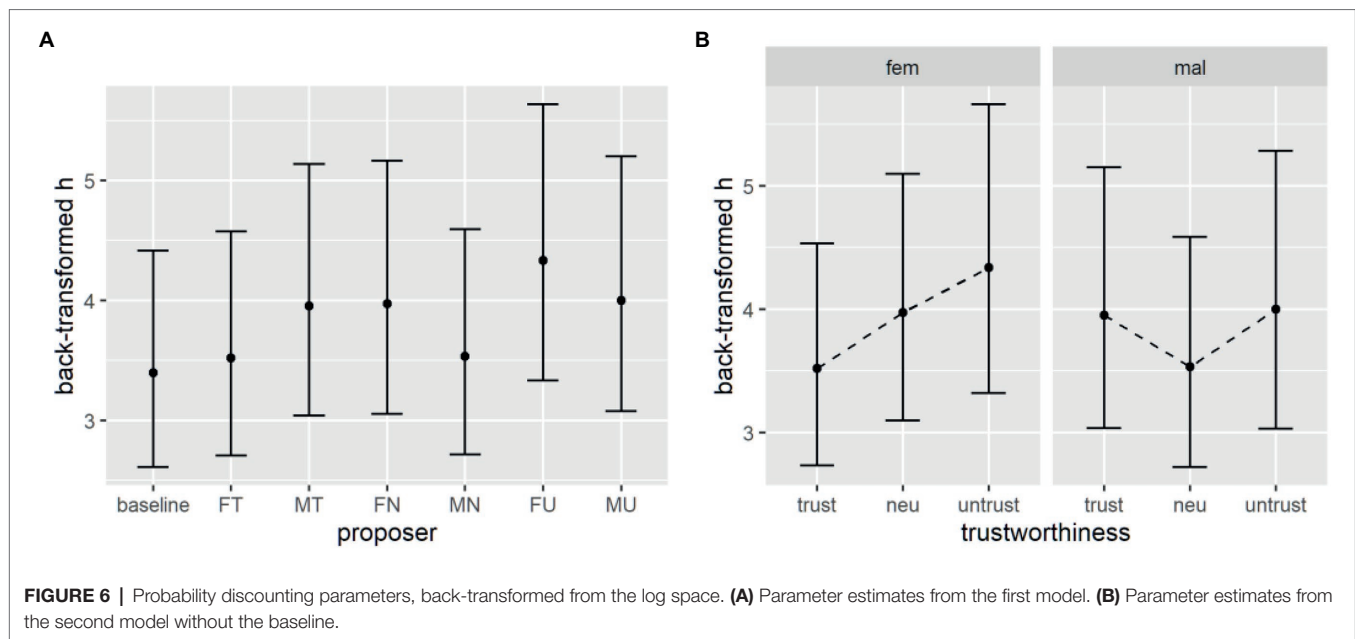 A
back-transformed h
5
4
3
baseline FT MT FN MN FU MU
proposer
B
fem mal
back-transformed h
5
4
3
trust neu untrust trust neu untrust
trustworthiness
FIGURE 6 | Probability discounting parameters, back-transformed from the log space. (A) Parameter estimates from the first model. (B) Parameter estimates from
the second model without the baseline.